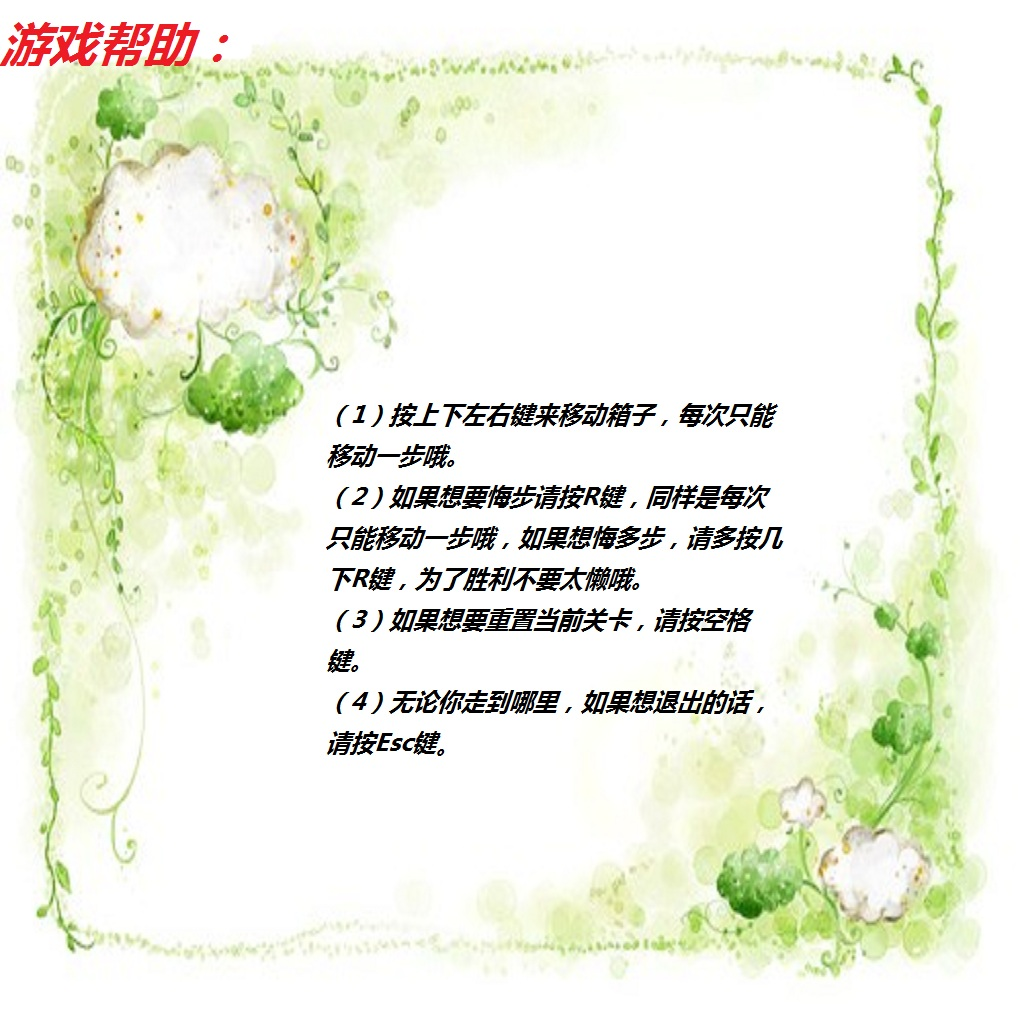 游戏帮助：
（1）按上下左右键来移动箱子，每次只能
移动一步哦。
（2）如果想要悔步请按R键，同样是每次
只能移动一步哦，如果想悔多步，请多按几
下R键，为了胜利不要太懒哦。
（3）如果想要重置当前关卡，请按空格
键。
（4）无论你走到哪里，如果想退出的话，
请按Esc键。